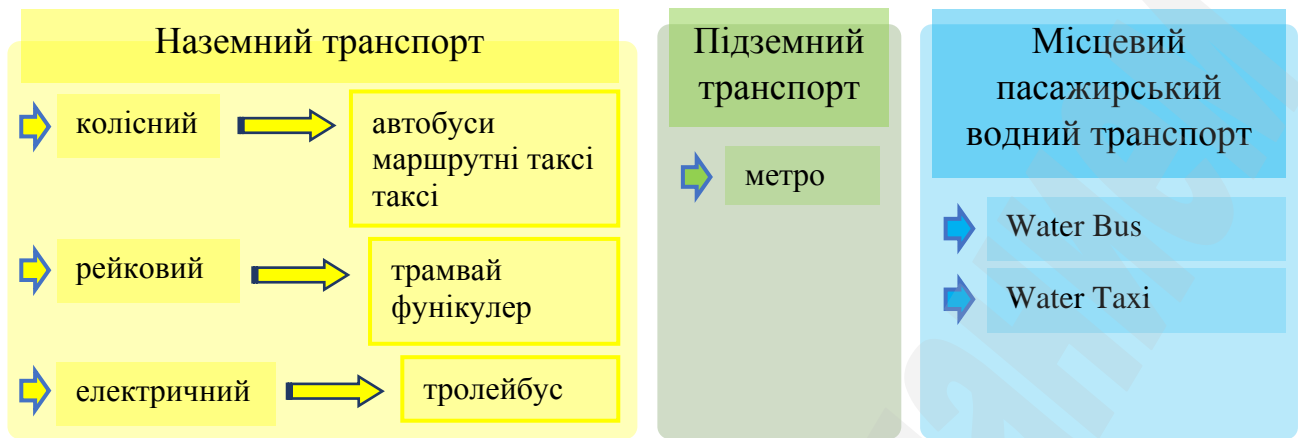 Наземний транспорт
колісний
автобуси
маршрутні таксі
таксі
рейковий
трамвай
фунікулер
електричний
тролейбус
Підземний
транспорт
метро
Місцевий
пасажирський
водний транспорт
Water Bus
Water Taxi